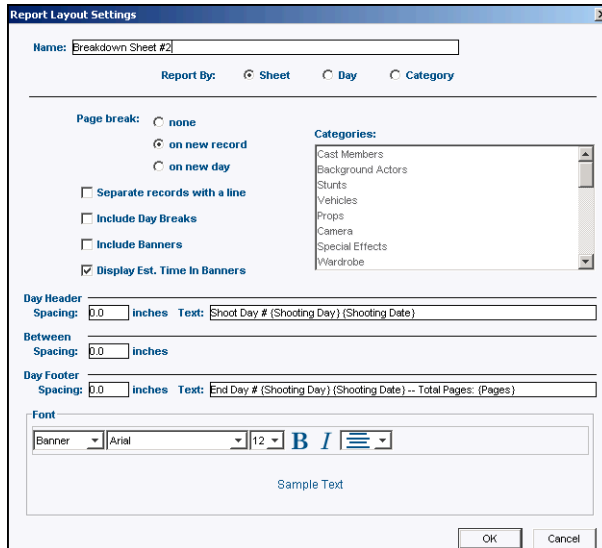 Report Layout Settings
Name: Breakdown Sheet #2
Report By: Sheet Day Category
Page break: none
on new record
on new day
Separate records with a line
Include Day Breaks
Include Banners
Display Est. Time In Banners
Categories:
Cast Members
Background Actors
Stunts
Vehicles
Props
Camera
Special Effects
Wardrobe
Day Header
Spacing: 0.0 inches Text: Shoot Day # {Shooting Day} {Shooting Date}
Between
Spacing: 0.0 inches
Day Footer
Spacing: 0.0 inches Text: End Day # {Shooting Day} {Shooting Date} -- Total Pages: {Pages}
Font
Banner Arial 12 B I
Sample Text
OK Cancel